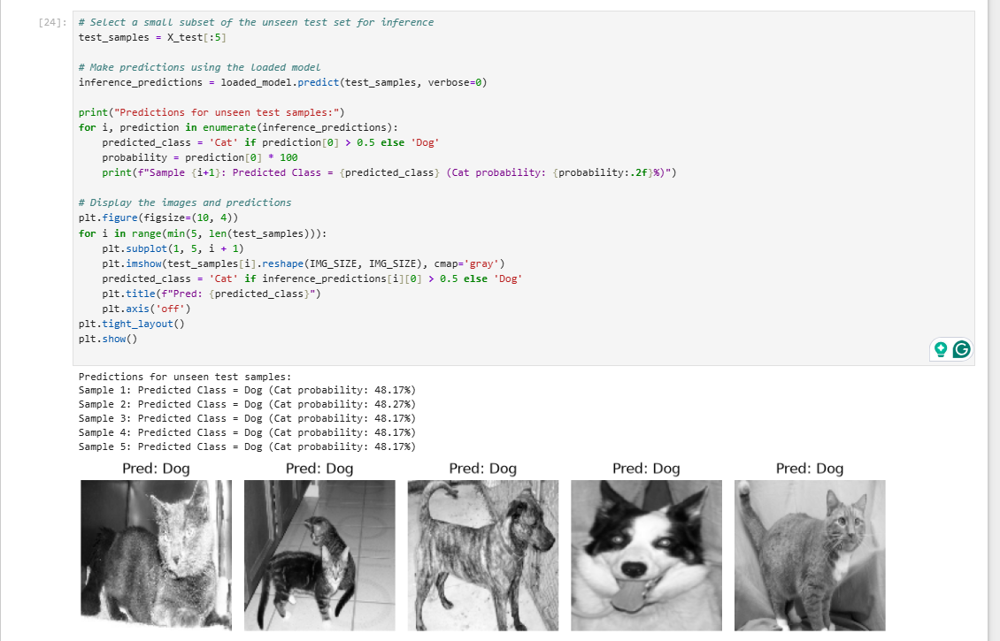 [24]: # Select a small subset of the unseen test set for inference
test_samples = X_test[:5]
# Make predictions using the loaded model
inference_predictions = loaded_model.predict(test_samples, verbose=0)
print("Predictions for unseen test samples:")
for i, prediction in enumerate(inference_predictions):
    predicted_class = 'Cat' if prediction[0] > 0.5 else 'Dog'
    probability = prediction[0] * 100
    print(f"Sample {i+1}: Predicted Class = {predicted_class} (Cat probability: {probability:.2f}%)")
# Display the images and predictions
plt.figure(figsize=(10, 4))
for i in range(min(5, len(test_samples))):
    plt.subplot(1, 5, i + 1)
    plt.imshow(test_samples[i].reshape(IMG_SIZE, IMG_SIZE), cmap='gray')
    predicted_class = 'Cat' if inference_predictions[i][0] > 0.5 else 'Dog'
    plt.title(f"Pred: {predicted_class}")
    plt.axis('off')
plt.tight_layout()
plt.show()
Predictions for unseen test samples:
Sample 1: Predicted Class = Dog (Cat probability: 48.17%)
Sample 2: Predicted Class = Dog (Cat probability: 48.27%)
Sample 3: Predicted Class = Dog (Cat probability: 48.17%)
Sample 4: Predicted Class = Dog (Cat probability: 48.17%)
Sample 5: Predicted Class = Dog (Cat probability: 48.17%)
Pred: Dog Pred: Dog Pred: Dog Pred: Dog Pred: Dog